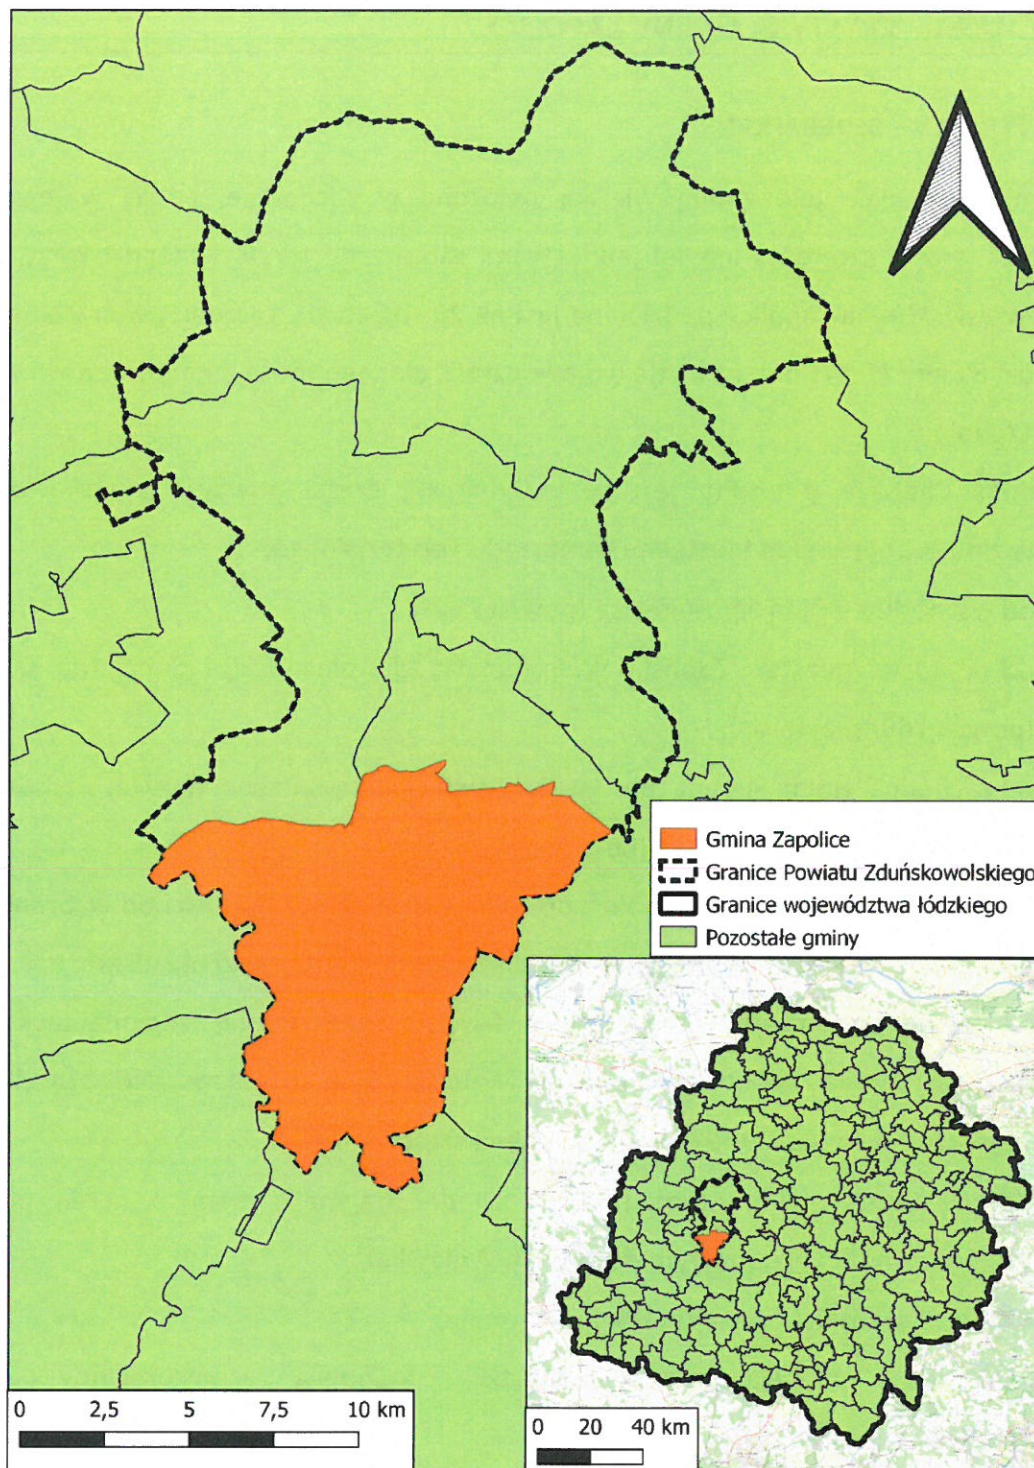 Gmina Zapolice
Granice Powiatu Zduńskowolskiego
Granice województwa łódzkiego
Pozostałe gminy
0 2,5 5 7,5 10 km
0 20 40 km